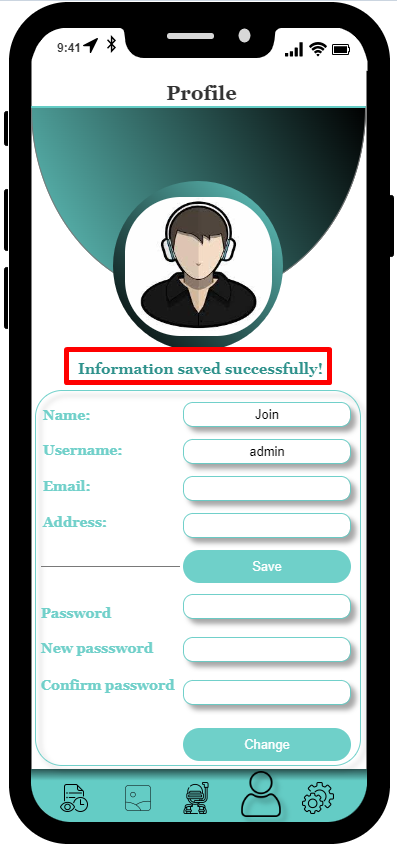 9:41
Profile
Information saved successfully!
Name: Join
Username: admin
Email:
Address:
Save
Password
New passsword
Confirm password
Change